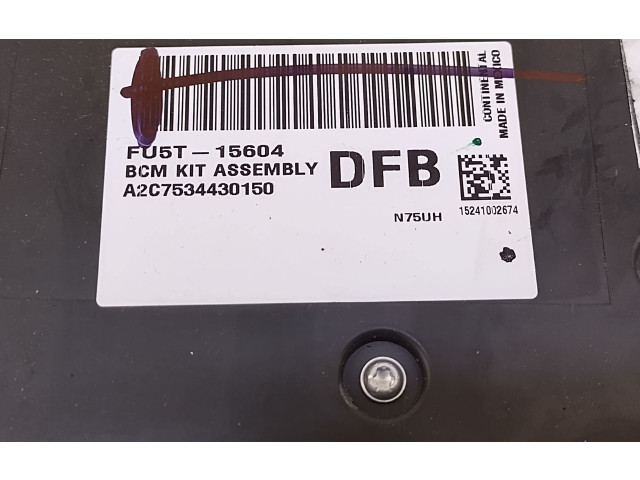 CONTINENTAL
MADE IN MEXICO
FU5T-15604
BCM KIT ASSEMBLY
A2C7534430150
DFB
N75UH
15241002674